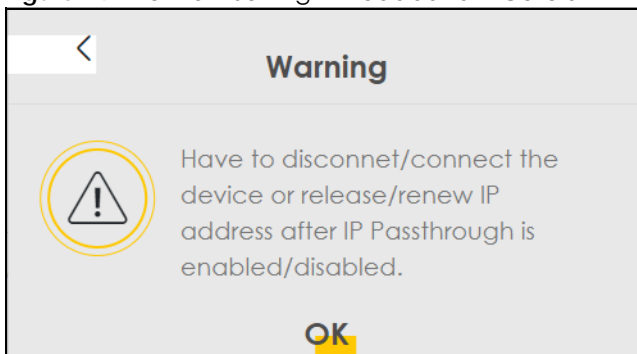 Warning
Have to disconnet/connect the
device or release/renew IP
address after IP Passthrough is
enabled/disabled.
OK